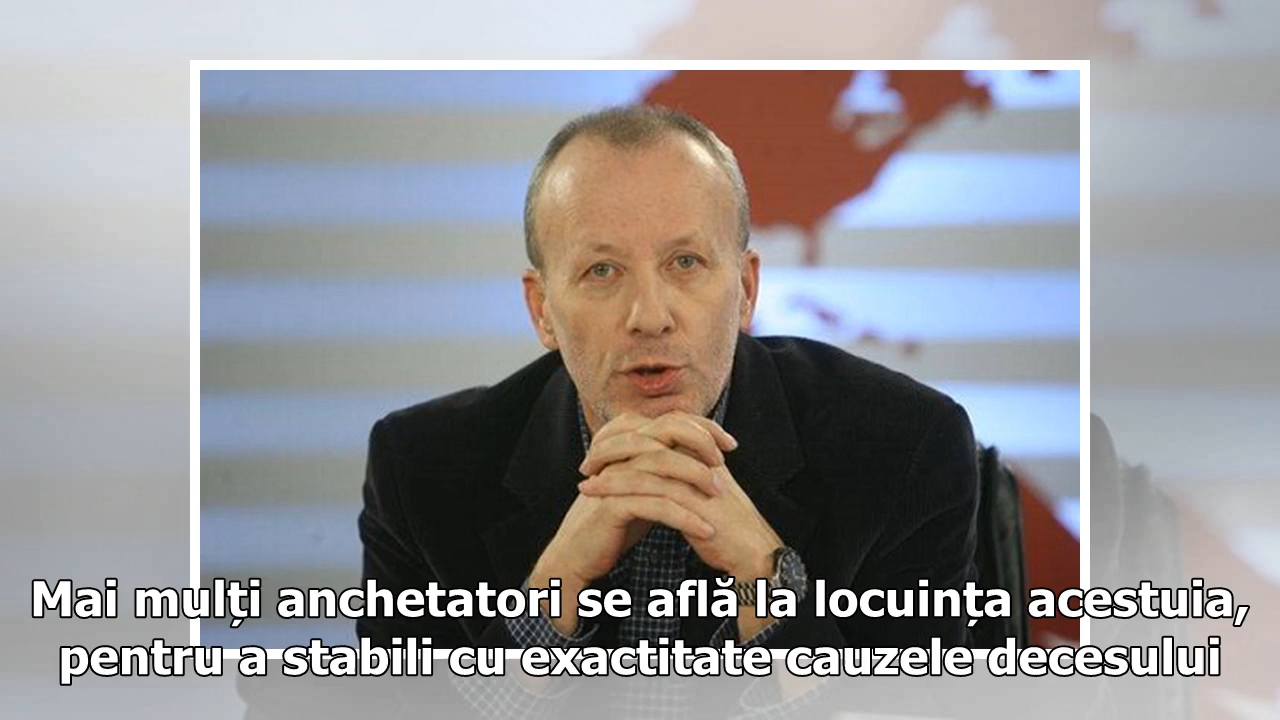 Mai mulți anchetatori se află la locuința acestuia,
pentru a stabili cu exactitate cauzele decesului